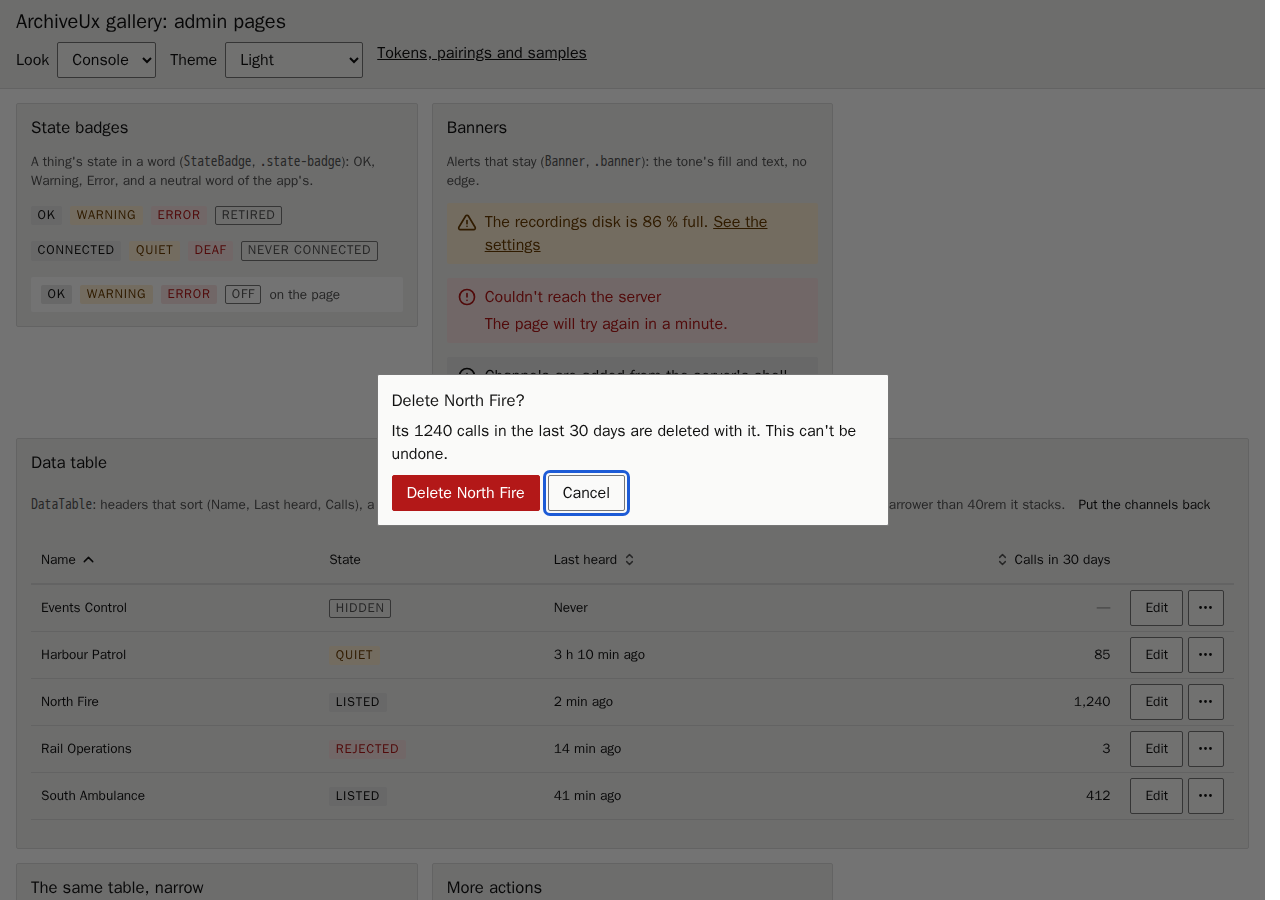 ArchiveUx gallery: admin pages
Look Console Theme Light Tokens, pairings and samples
State badges
A thing's state in a word (StateBadge, .state-badge): OK,
Warning, Error, and a neutral word of the app's.
OK WARNING ERROR RETIRED
CONNECTED QUIET DEAF NEVER CONNECTED
OK WARNING ERROR OFF on the page
Banners
Alerts that stay (Banner, .banner): the tone's fill and text, no
edge.
The recordings disk is 86 % full. See the
settings
Couldn't reach the server
The page will try again in a minute.
Channels are added from the server's shell
Delete North Fire?
Its 1240 calls in the last 30 days are deleted with it. This can't be
undone.
Delete North Fire Cancel
Data table
DataTable: headers that sort (Name, Last heard, Calls), a
arrower than 40rem it stacks. Put the channels back
Name State Last heard Calls in 30 days
Events Control HIDDEN Never — Edit ···
Harbour Patrol QUIET 3 h 10 min ago 85 Edit ···
North Fire LISTED 2 min ago 1,240 Edit ···
Rail Operations REJECTED 14 min ago 3 Edit ···
South Ambulance LISTED 41 min ago 412 Edit ···
The same table, narrow
More actions